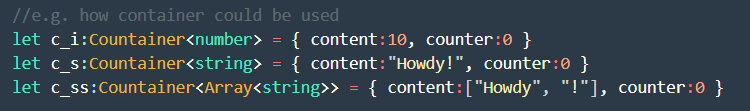 //e.g. how container could be used
let c_i:Countainer<number> = { content:10, counter:0 }
let c_s:Countainer<string> = { content:"Howdy!", counter:0 }
let c_ss:Countainer<Array<string>> = { content:["Howdy", "!"], counter:0 }